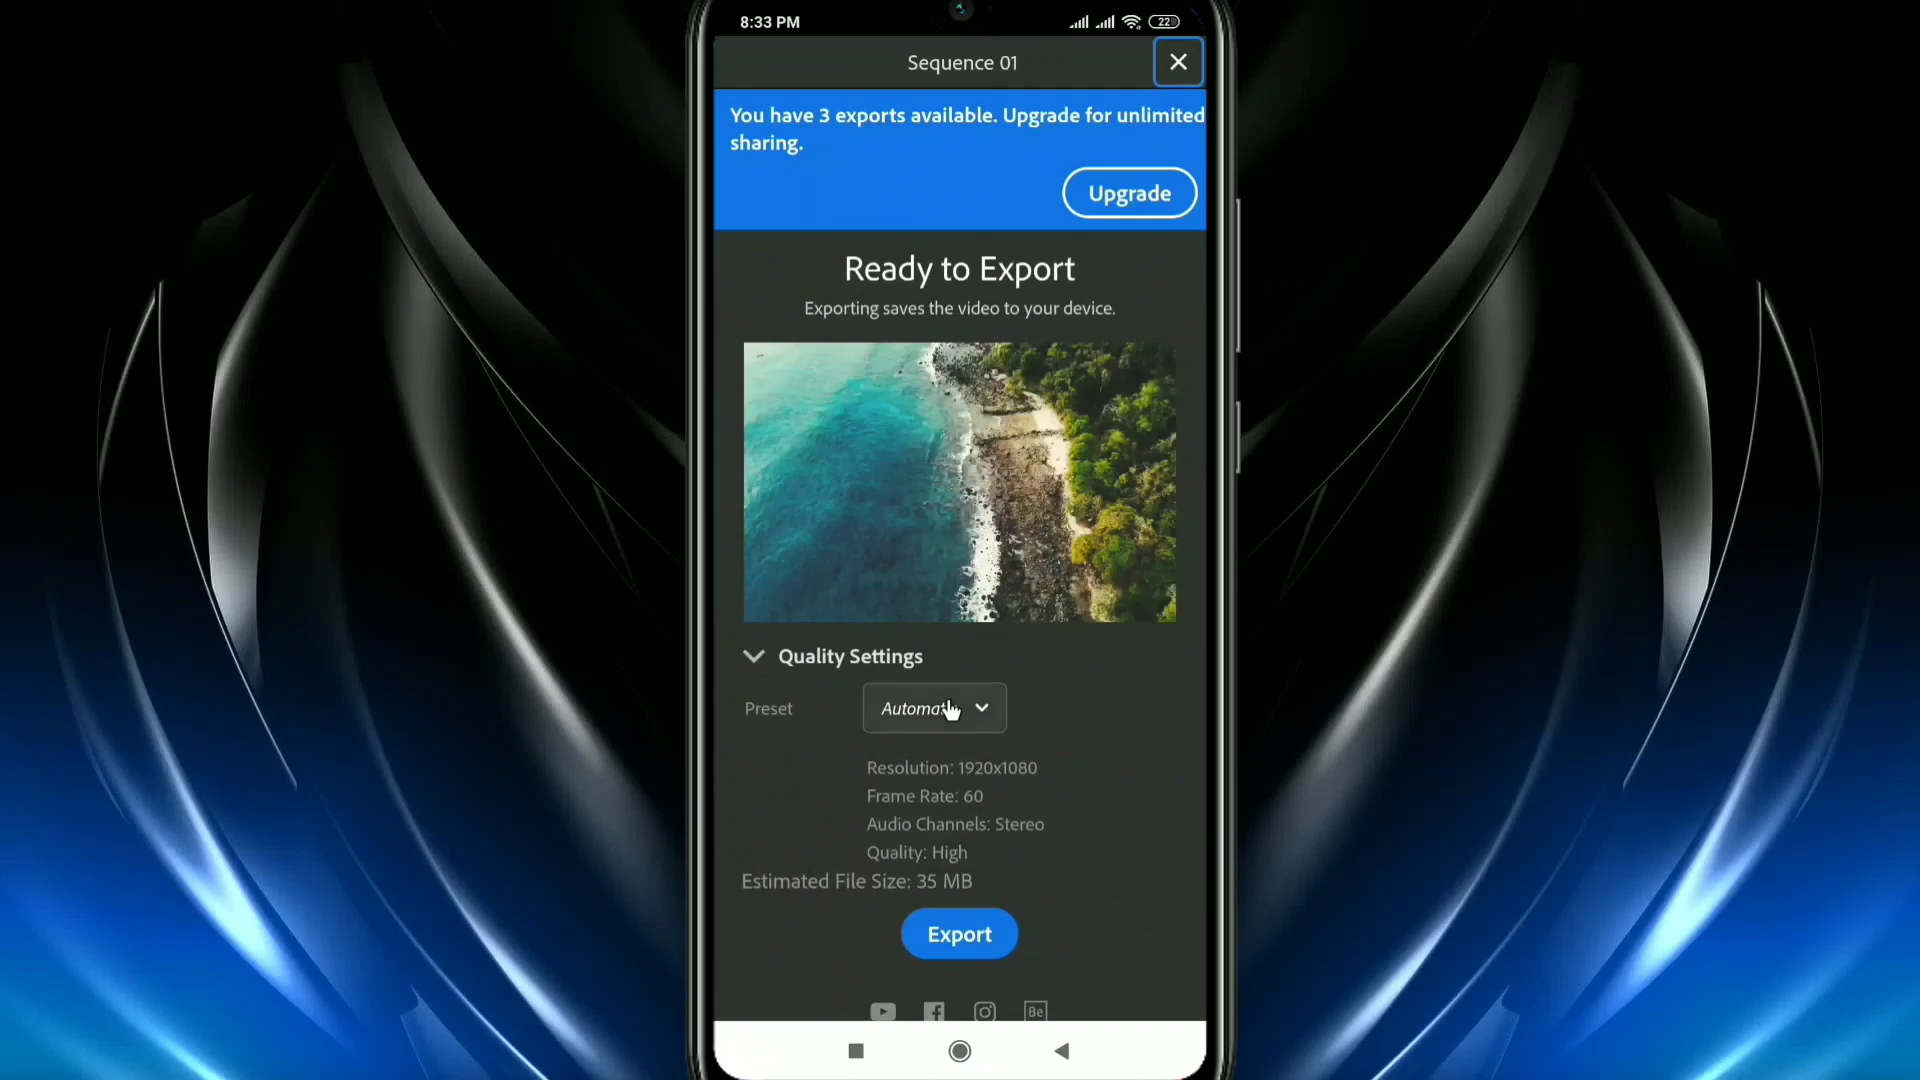 8:33 PM
22
Sequence 01
You have 3 exports available. Upgrade for unlimited
sharing.
Upgrade
Ready to Export
Exporting saves the video to your device.
Quality Settings
Preset
Resolution: 1920x1080
Frame Rate: 60
Audio Channels: Stereo
Quality: High
Estimated File Size: 35 MB
Export
Be